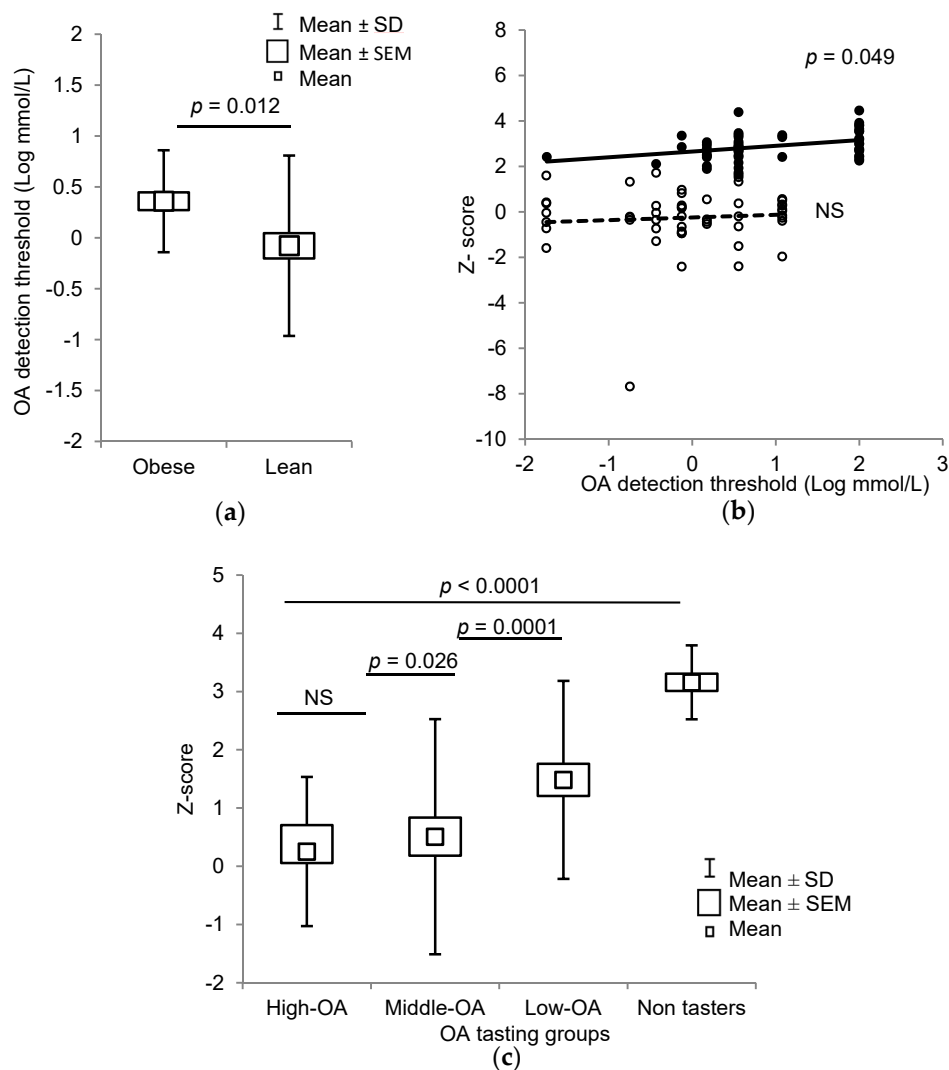 Mean ± SD
Mean ± SEM
Mean
p = 0.012
OA detection threshold (Log mmol/L)
2
1.5
1
0.5
0
-0.5
-1
-1.5
-2
Obese Lean
(a)
p = 0.049
NS
Z- score
8
6
4
2
0
-2
-4
-6
-8
-10
-2 -1 0 1 2 3
OA detection threshold (Log mmol/L)
(b)
p < 0.0001
p = 0.0001
p = 0.026
NS
Z-score
5
4
3
2
1
0
-1
-2
Mean ± SD
Mean ± SEM
Mean
High-OA Middle-OA Low-OA Non tasters
OA tasting groups
(c)